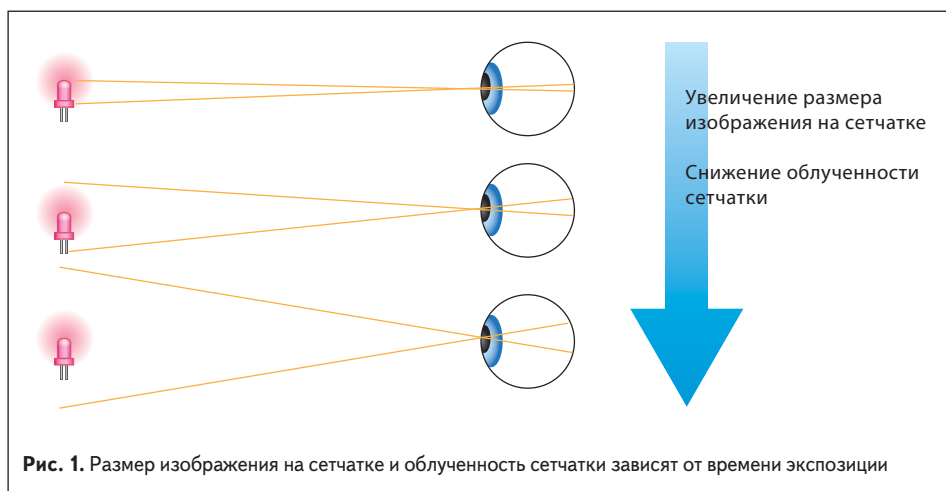 Увеличение размера
изображения на сетчатке
Снижение облученности
сетчатки
Рис. 1. Размер изображения на сетчатке и облученность сетчатки зависят от времени экспозиции